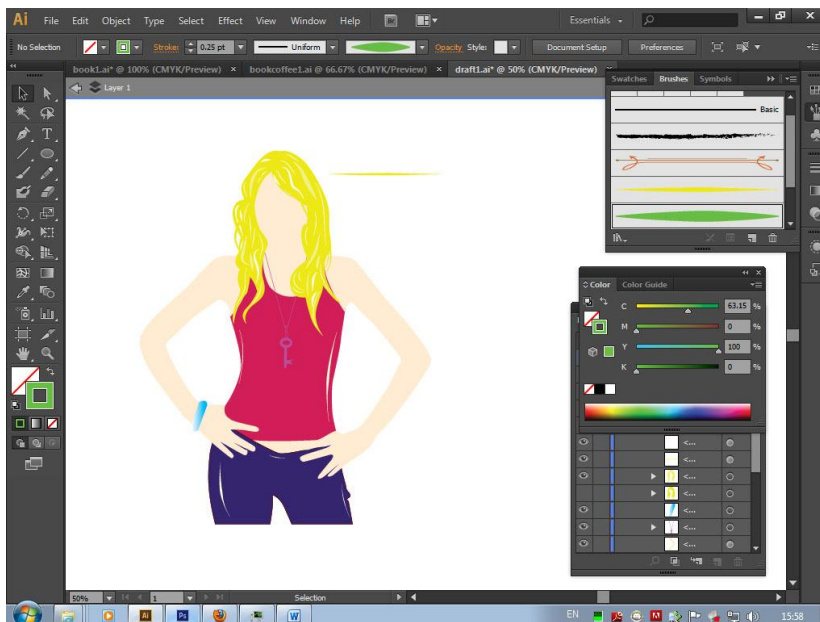 Ai File Edit Object Type Select Effect View Window Help Br Essentials
No Selection Stroke: 0.25 pt Uniform Opacity Style: Document Setup Preferences
book1.ai* @ 100% (CMYK/Preview) × bookcoffee1.ai @ 66.67% (CMYK/Preview) × draft1.ai* @ 50% (CMYK/Preview)
Layer 1
Swatches Brushes Symbols
Basic
Color Color Guide
C 63.15 %
M 0 %
Y 100 %
K 0 %
<...
<...
<...
<...
<...
<...
<...
50% 1 Selection
Ai Ps W EN 15:58